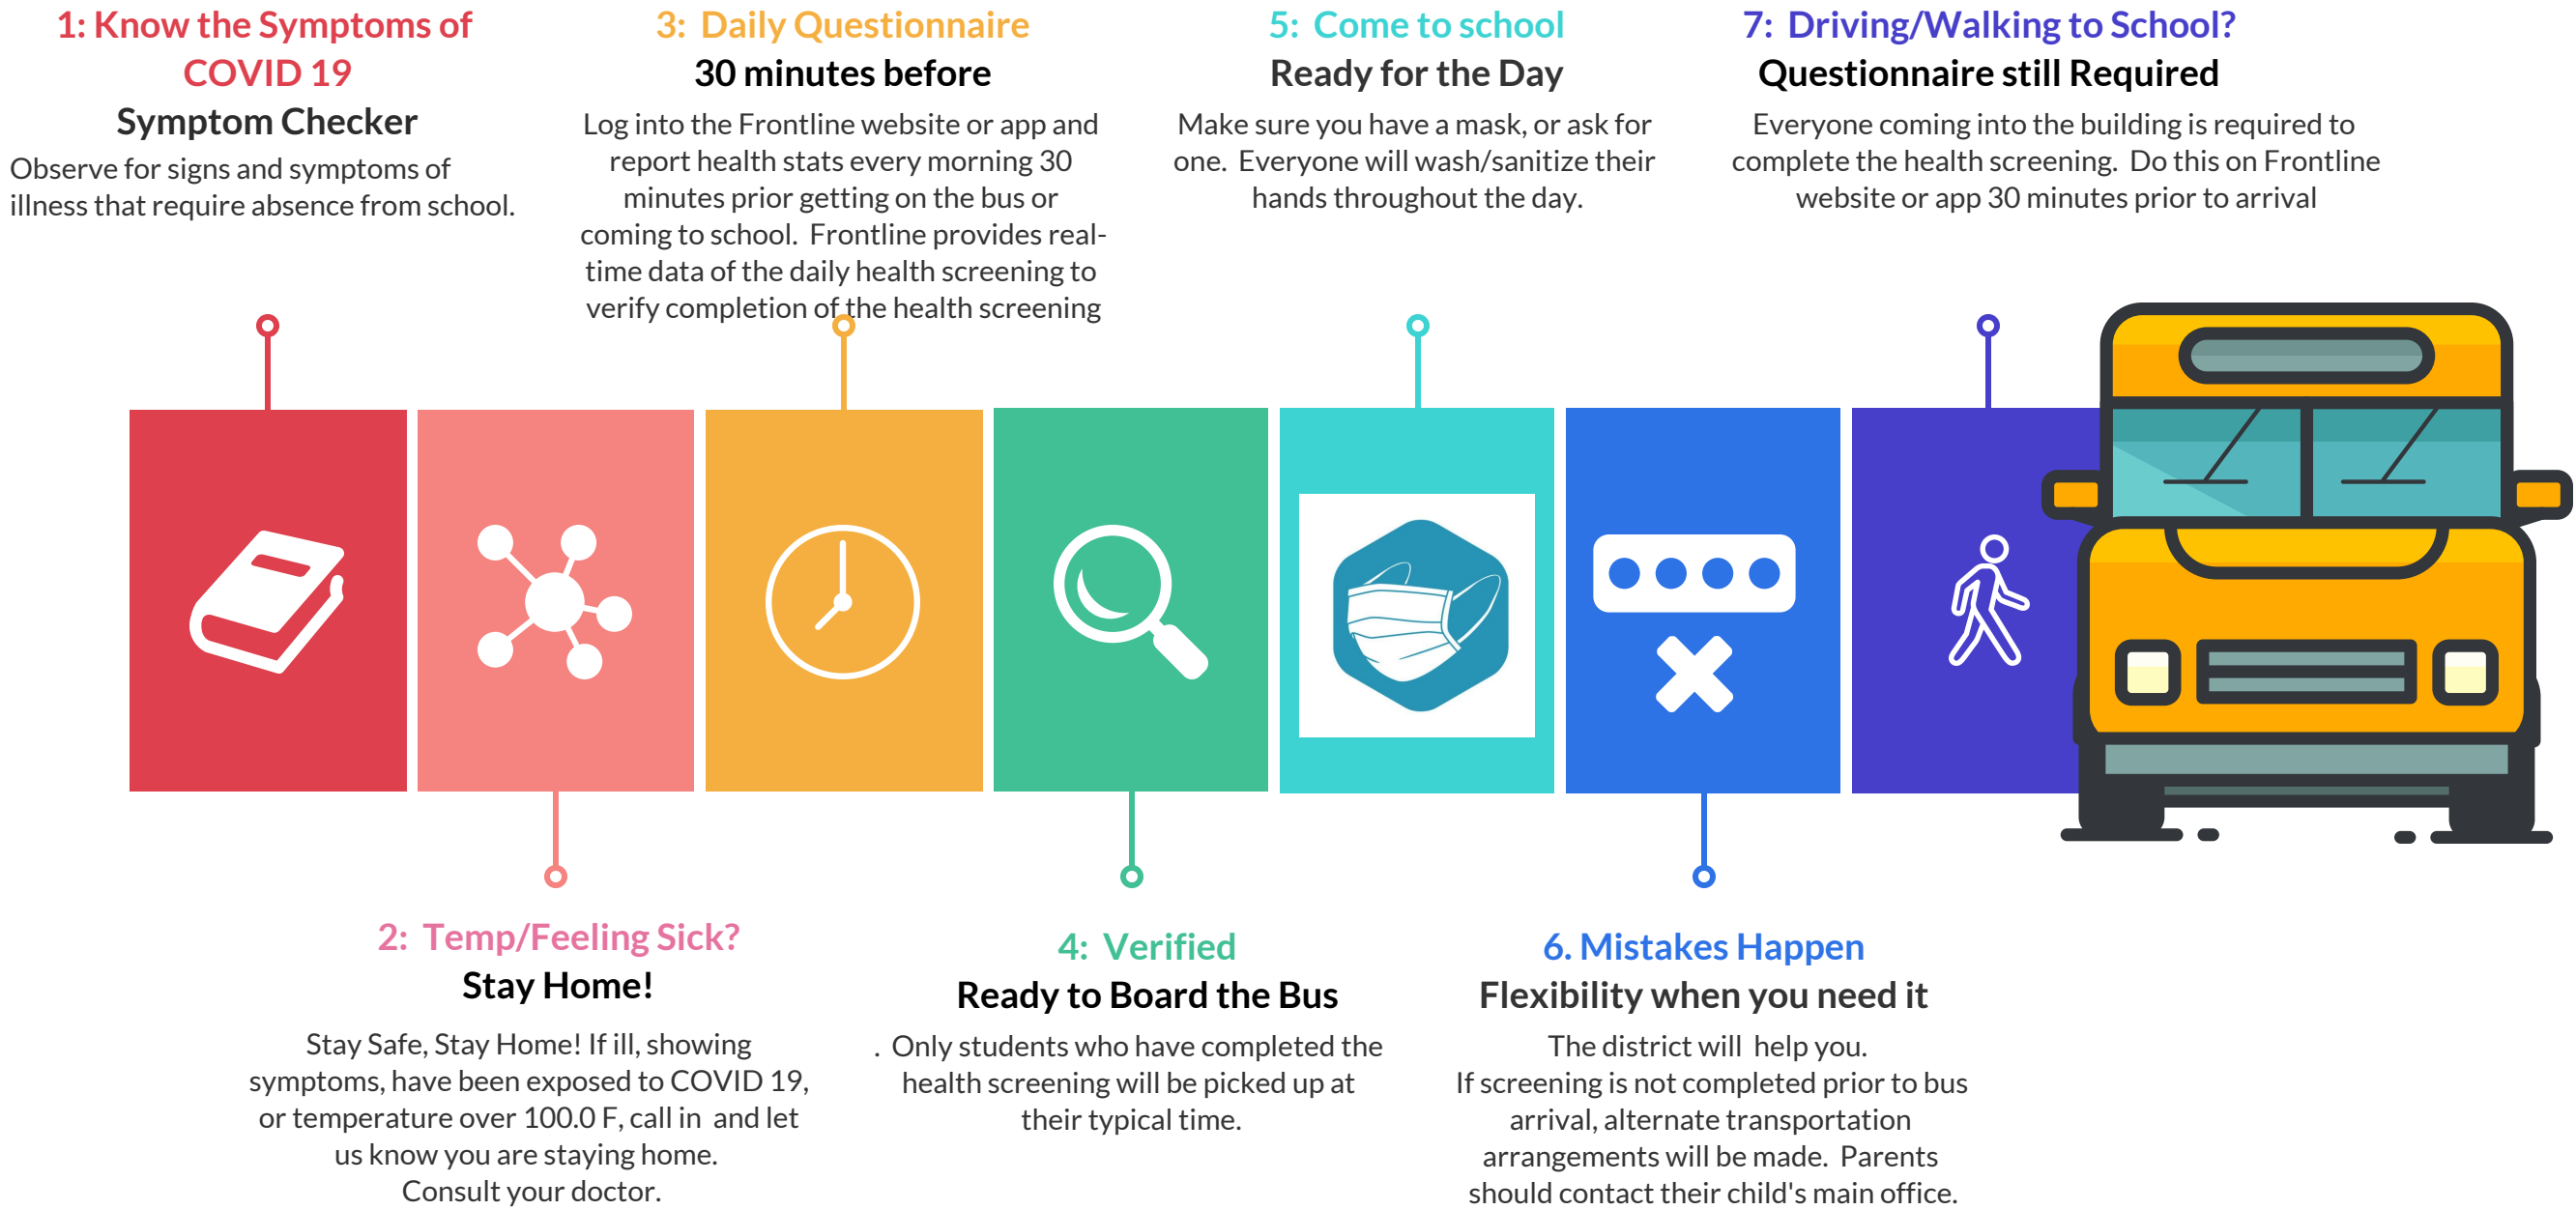 1: Know the Symptoms of
COVID 19
Symptom Checker
Observe for signs and symptoms of
illness that require absence from school.
2:  Temp/Feeling Sick?
Stay Home!
Stay Safe, Stay Home! If ill, showing
symptoms, have been exposed to COVID 19,
or temperature over 100.0 F, call in  and let
us know you are staying home.
Consult your doctor.
3:  Daily Questionnaire
30 minutes before
Log into the Frontline website or app and
report health stats every morning 30
minutes prior getting on the bus or
coming to school.  Frontline provides real-
time data of the daily health screening to
verify completion of the health screening
4:  Verified
Ready to Board the Bus
.  Only students who have completed the
health screening will be picked up at
their typical time.
5:  Come to school
Ready for the Day
Make sure you have a mask, or ask for
one.  Everyone will wash/sanitize their
hands throughout the day.
6. Mistakes Happen
Flexibility when you need it
The district will  help you.
If screening is not completed prior to bus
arrival, alternate transportation
arrangements will be made.  Parents
should contact their child's main office.
7:  Driving/Walking to School?
Questionnaire still Required
Everyone coming into the building is required to
complete the health screening.  Do this on Frontline
website or app 30 minutes prior to arrival